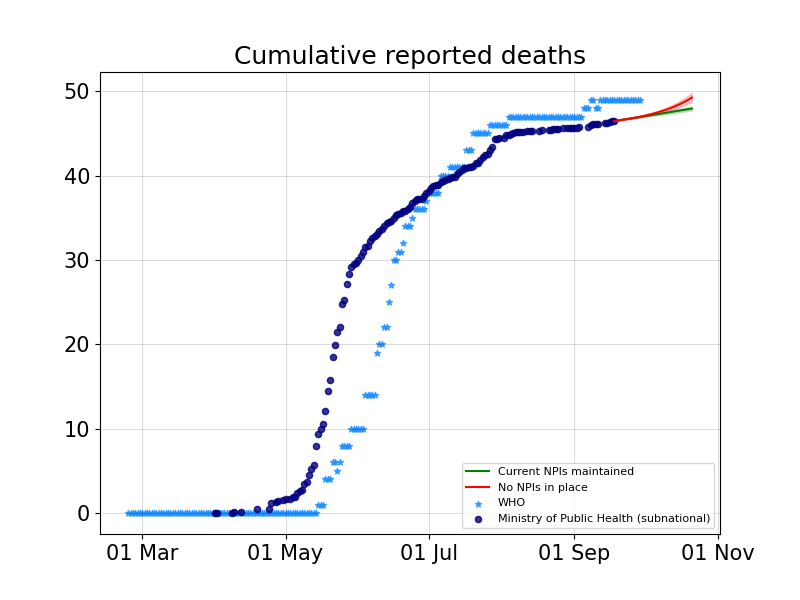 Cumulative reported deaths
50
40
30
20
10
0
01 Mar
01 May
01 Jul
01 Sep
01 Nov
Current NPIs maintained
No NPIs in place
WHO
Ministry of Public Health (subnational)